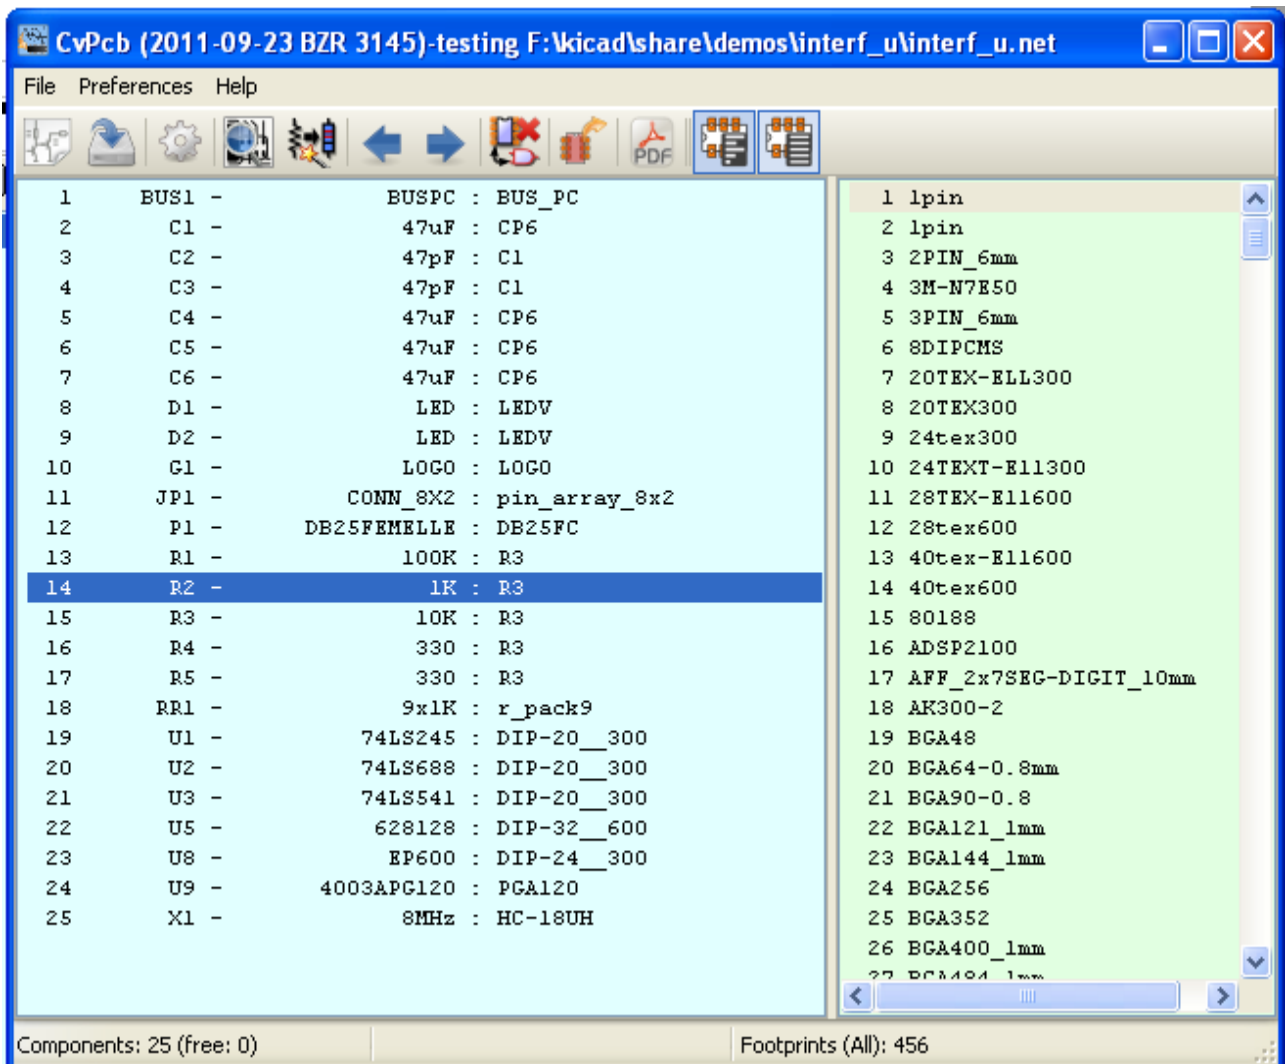 CvPcb (2011-09-23 BZR 3145)-testing F:\kicad\share\demos\interf_u\interf_u.net
File Preferences Help
PDF
1 BUS1 - BUSPC : BUS_PC
2 C1 - 47uF : CP6
3 C2 - 47pF : C1
4 C3 - 47pF : C1
5 C4 - 47uF : CP6
6 C5 - 47uF : CP6
7 C6 - 47uF : CP6
8 D1 - LED : LEDV
9 D2 - LED : LEDV
10 G1 - LOGO : LOGO
11 JP1 - CONN_8X2 : pin_array_8x2
12 P1 - DB25FEMELLE : DB25FC
13 R1 - 100K : R3
14 R2 - 1K : R3
15 R3 - 10K : R3
16 R4 - 330 : R3
17 R5 - 330 : R3
18 RR1 - 9x1K : r_pack9
19 U1 - 74LS245 : DIP-20__300
20 U2 - 74LS688 : DIP-20__300
21 U3 - 74LS541 : DIP-20__300
22 U5 - 628128 : DIP-32__600
23 U8 - EP600 : DIP-24__300
24 U9 - 4003APG120 : PGA120
25 X1 - 8MHz : HC-18UH
1 1pin
2 1pin
3 2PIN_6mm
4 3M-N7E50
5 3PIN_6mm
6 8DIPCMS
7 20TEX-ELL300
8 20TEX300
9 24tex300
10 24TEXT-Ell300
11 28TEX-Ell600
12 28tex600
13 40tex-Ell600
14 40tex600
15 80188
16 ADSP2100
17 AFF_2x7SEG-DIGIT_10mm
18 AK300-2
19 BGA48
20 BGA64-0.8mm
21 BGA90-0.8
22 BGA121_1mm
23 BGA144_1mm
24 BGA256
25 BGA352
26 BGA400_1mm
27 BGA484_1mm
Components: 25 (free: 0)
Footprints (All): 456